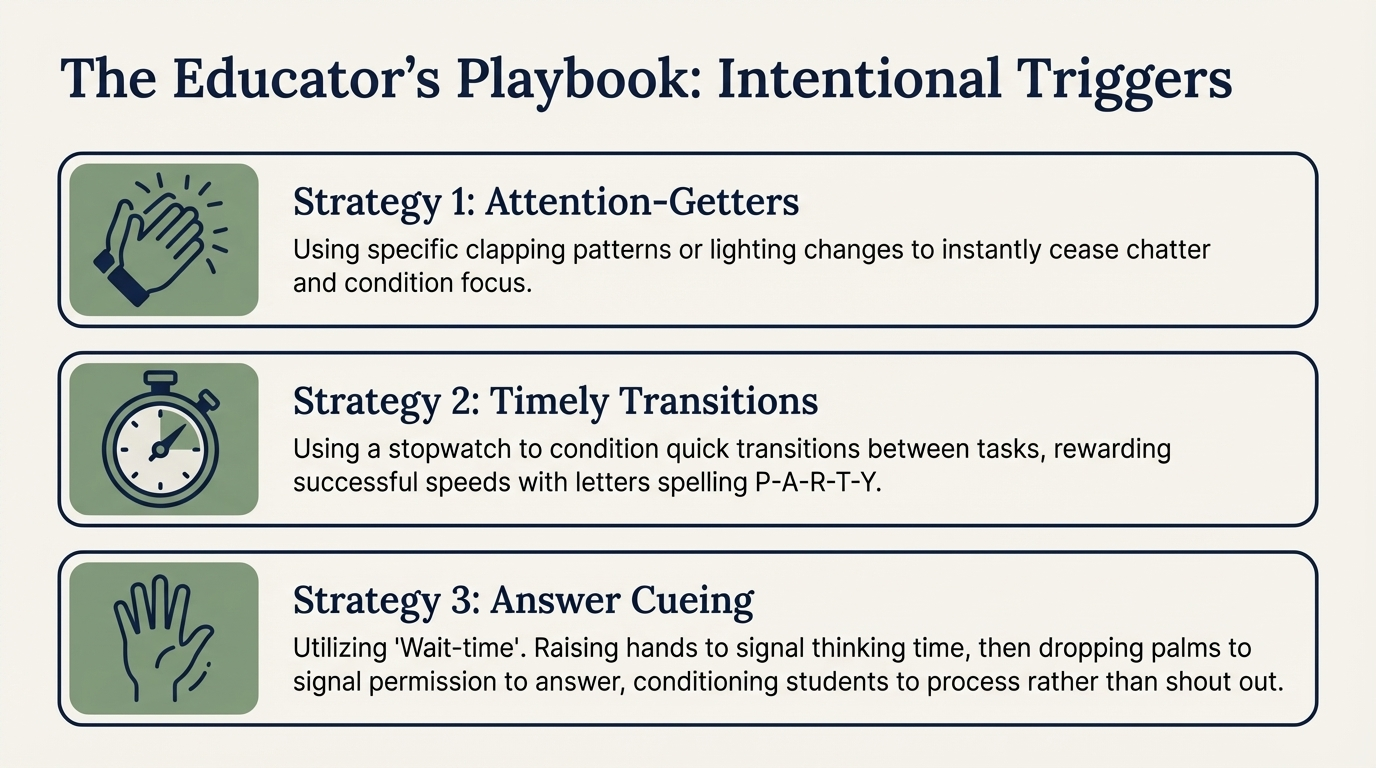 The Educator’s Playbook: Intentional Triggers
Strategy 1: Attention-Getters
Using specific clapping patterns or lighting changes to instantly cease chatter
and condition focus.
Strategy 2: Timely Transitions
Using a stopwatch to condition quick transitions between tasks, rewarding
successful speeds with letters spelling P-A-R-T-Y.
Strategy 3: Answer Cueing
Utilizing 'Wait-time'. Raising hands to signal thinking time, then dropping palms to
signal permission to answer, conditioning students to process rather than shout out.